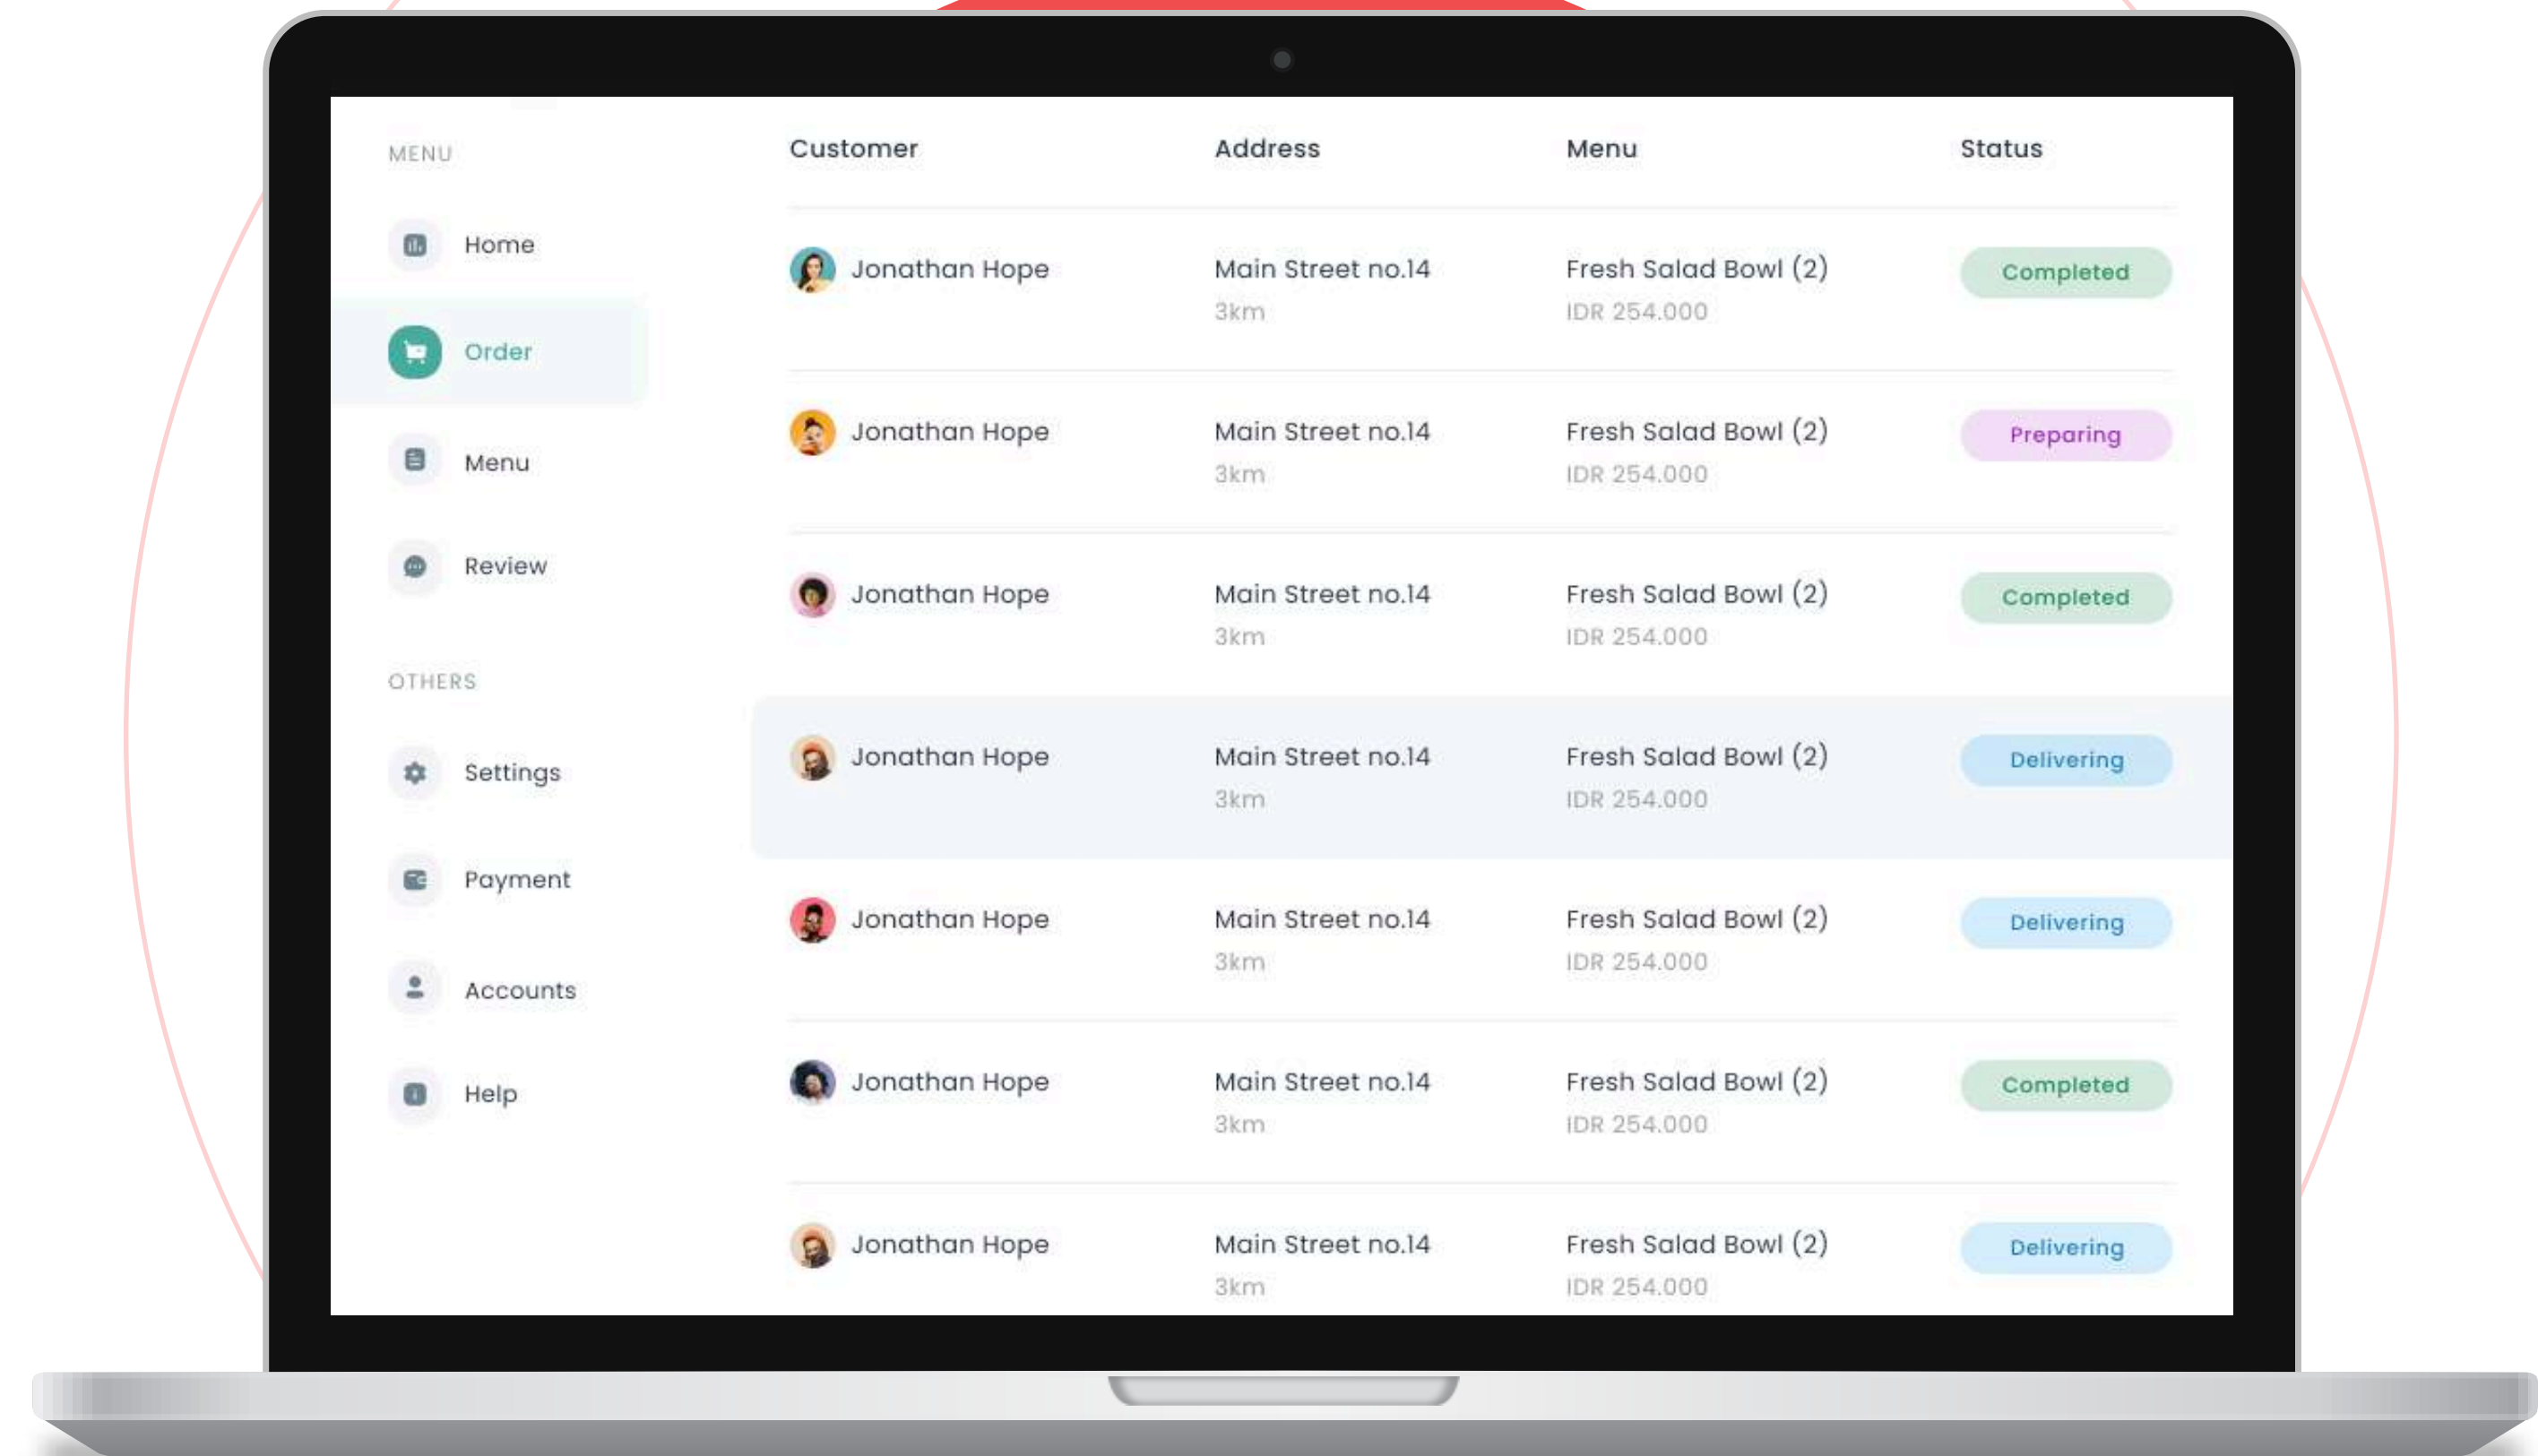 MENU
Home
Order
Menu
Review
OTHERS
Settings
Payment
Accounts
Help
Customer Address Menu Status
Jonathan Hope Main Street no.14 Fresh Salad Bowl (2) Completed
3km IDR 254.000
Jonathan Hope Main Street no.14 Fresh Salad Bowl (2) Preparing
3km IDR 254.000
Jonathan Hope Main Street no.14 Fresh Salad Bowl (2) Completed
3km IDR 254.000
Jonathan Hope Main Street no.14 Fresh Salad Bowl (2) Delivering
3km IDR 254.000
Jonathan Hope Main Street no.14 Fresh Salad Bowl (2) Delivering
3km IDR 254.000
Jonathan Hope Main Street no.14 Fresh Salad Bowl (2) Completed
3km IDR 254.000
Jonathan Hope Main Street no.14 Fresh Salad Bowl (2) Delivering
3km IDR 254.000